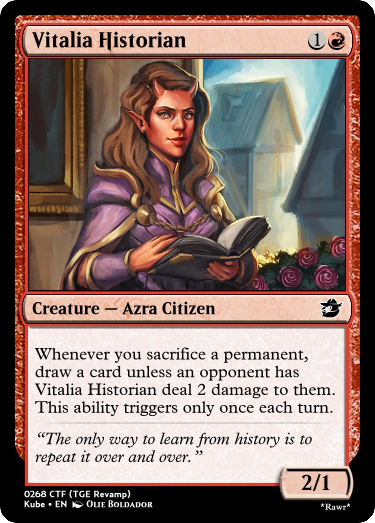 Vitalia Historian 1
Creature — Azra Citizen
Whenever you sacrifice a permanent,
draw a card unless an opponent has
Vitalia Historian deal 2 damage to them.
This ability triggers only once each turn.
“The only way to learn from history is to
repeat it over and over.”
2/1
0268 CTF (TGE Revamp)
Kube • EN OLIE BOLDADOR
*Rawr*